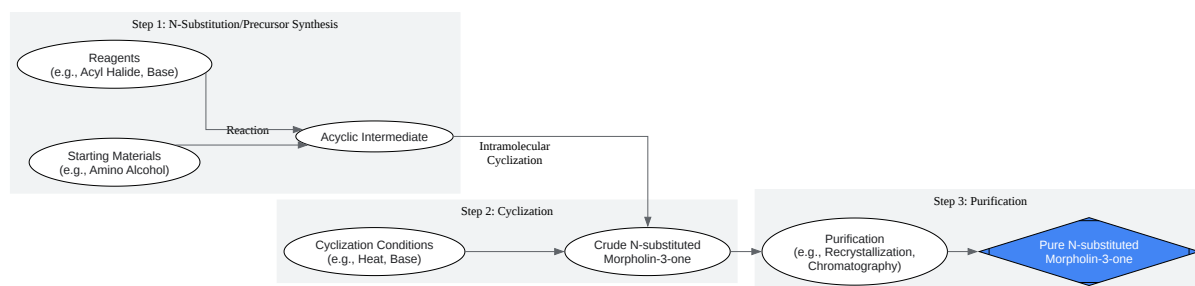 Step 1: N-Substitution/Precursor Synthesis
Reagents
(e.g., Acyl Halide, Base)
Reaction
Acyclic Intermediate
Starting Materials
(e.g., Amino Alcohol)
Intramolecular
Cyclization
Step 2: Cyclization
Cyclization Conditions
(e.g., Heat, Base)
Crude N-substituted
Morpholin-3-one
Step 3: Purification
Purification
(e.g., Recrystallization,
Chromatography)
Pure N-substituted
Morpholin-3-one